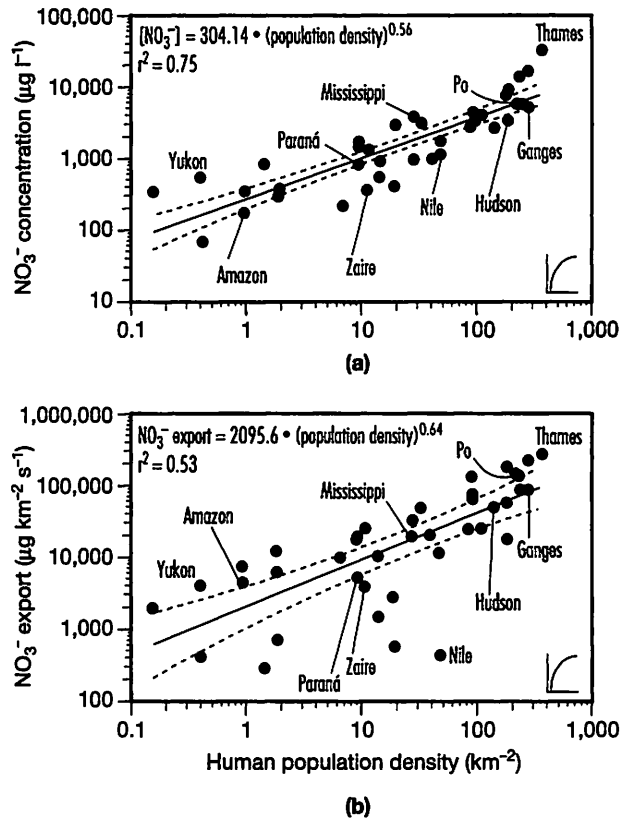 100,000
[NO₃⁻] = 304.14 • (population density)^0.56
r² = 0.75
Thames
10,000
Po
Mississippi
Paraná
1,000
Yukon
Ganges
Nile
Hudson
100
Amazon
Zaire
10
0.1 1 10 100 1,000
NO₃⁻ concentration (µg l⁻¹)
(a)
1,000,000
NO₃⁻ export = 2095.6 • (population density)^0.64
r² = 0.53
Thames
Po
100,000
Mississippi
Amazon
10,000
Yukon
Ganges
Hudson
1,000
Zaire
Nile
Paraná
100
0.1 1 10 100 1,000
NO₃⁻ export (µg km⁻² s⁻¹)
Human population density (km⁻²)
(b)